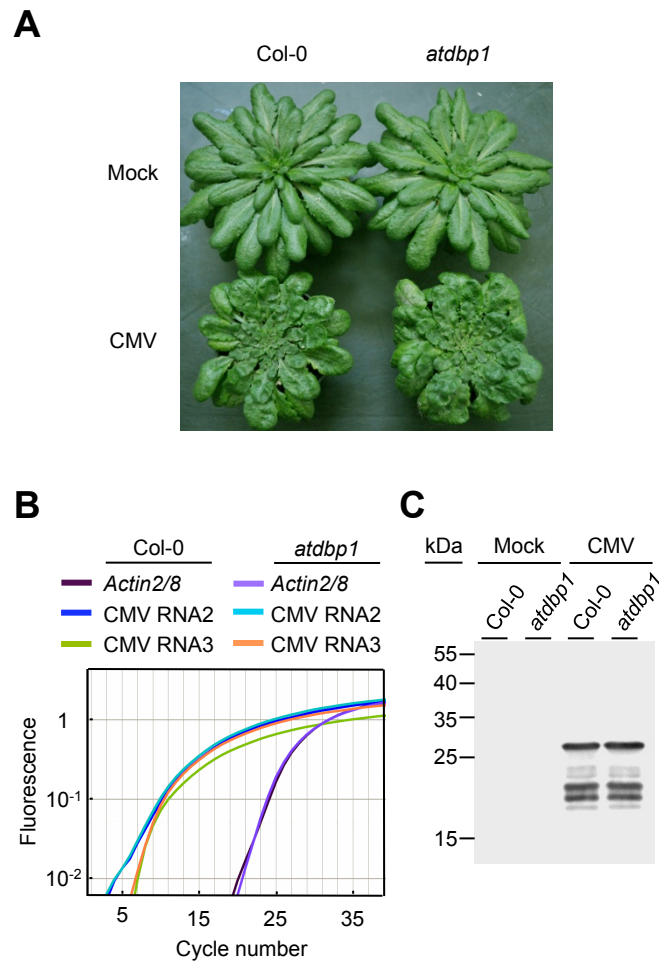 A
Col-0 atdbp1
Mock
CMV
B
Col-0 atdbp1
Actin2/8 Actin2/8
CMV RNA2 CMV RNA2
CMV RNA3 CMV RNA3
Fluorescence
1
10-1
10-2
5 15 25 35
Cycle number
C
kDa Mock CMV
Col-0 atdbp1 Col-0 atdbp1
55
40
35
25
15